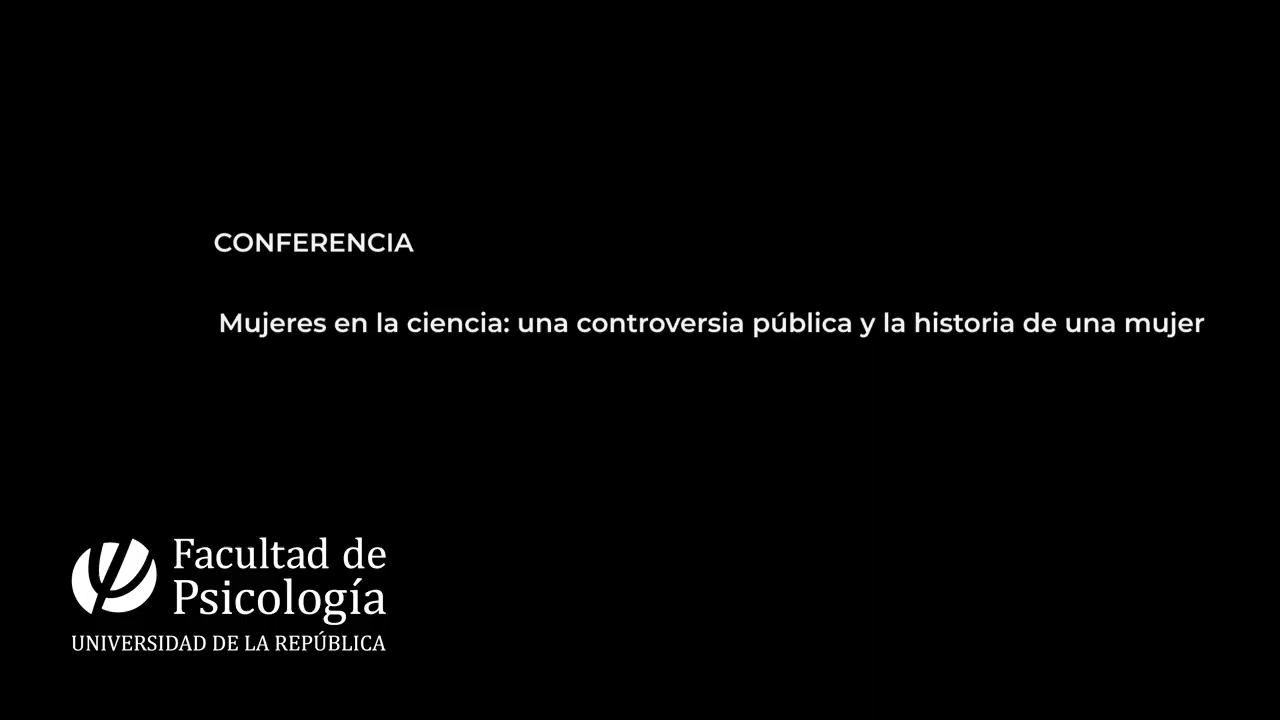 CONFERENCIA
Mujeres en la ciencia: una controversia pública y la historia de una mujer
Facultad de
Psicología
UNIVERSIDAD DE LA REPÚBLICA